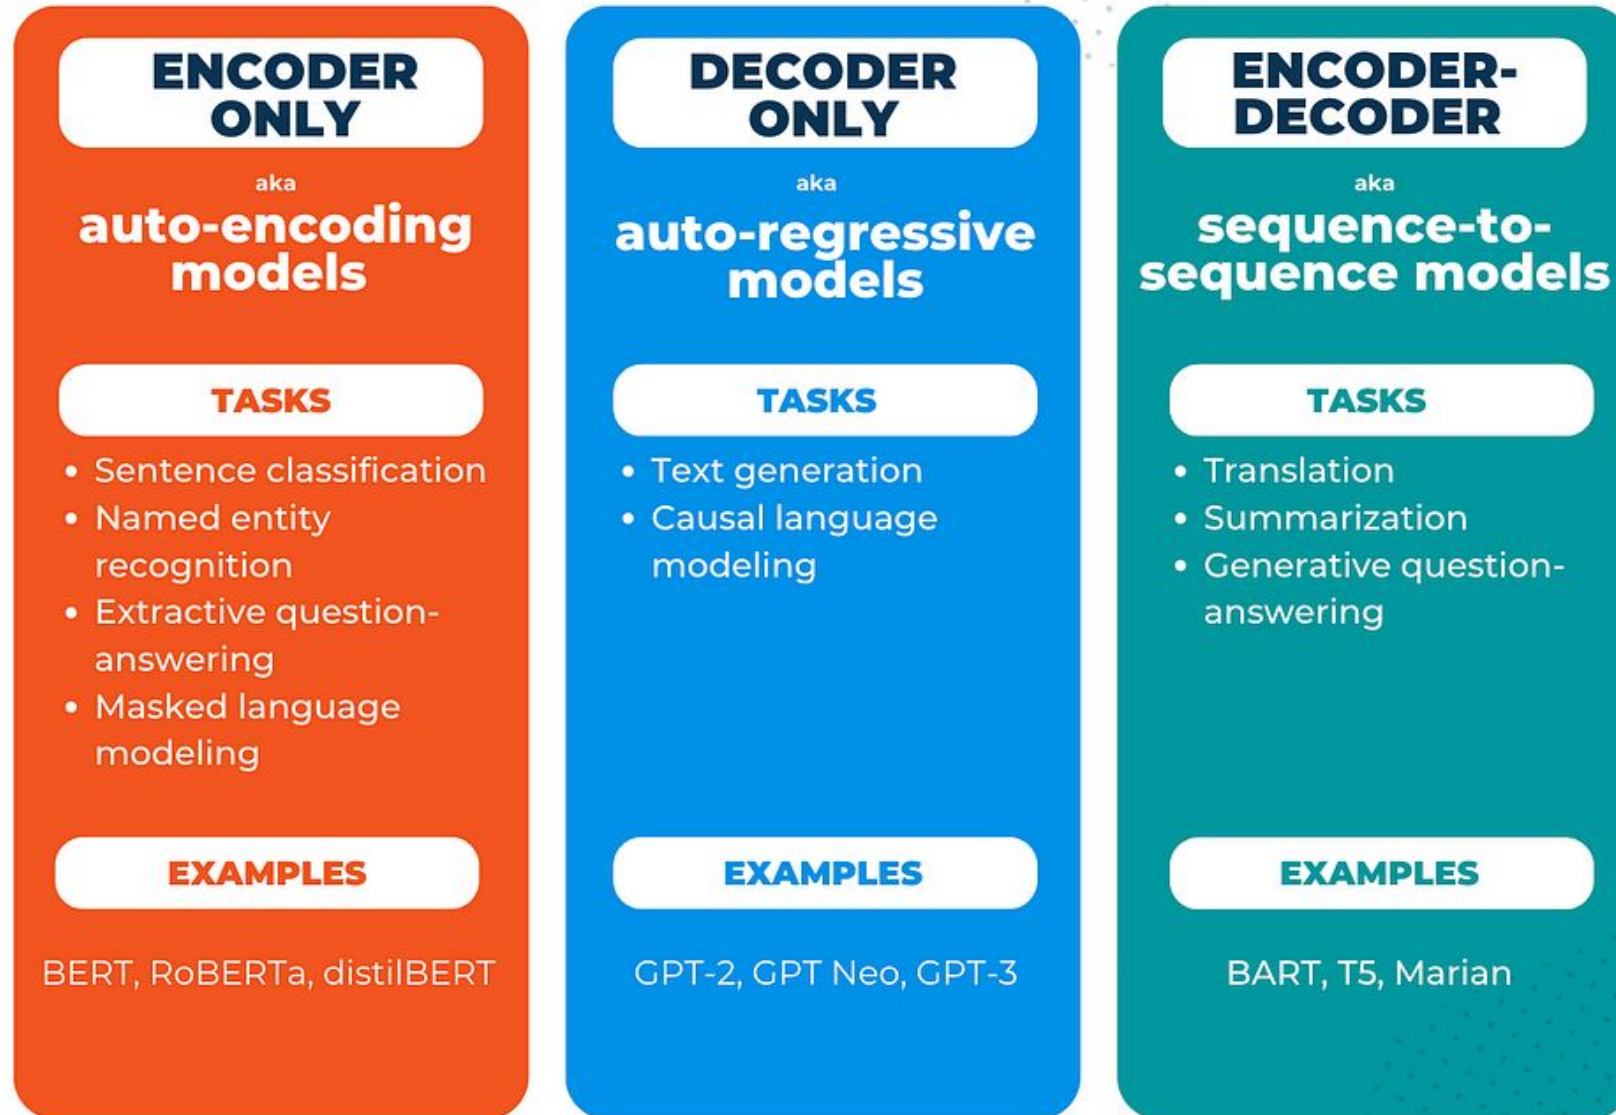 ENCODER
ONLY
aka
auto-encoding
models
TASKS
• Sentence classification
• Named entity
recognition
• Extractive question-
answering
• Masked language
modeling
EXAMPLES
BERT, RoBERTa, distilBERT
DECODER
ONLY
aka
auto-regressive
models
TASKS
• Text generation
• Causal language
modeling
EXAMPLES
GPT-2, GPT Neo, GPT-3
ENCODER-
DECODER
aka
sequence-to-
sequence models
TASKS
• Translation
• Summarization
• Generative question-
answering
EXAMPLES
BART, T5, Marian